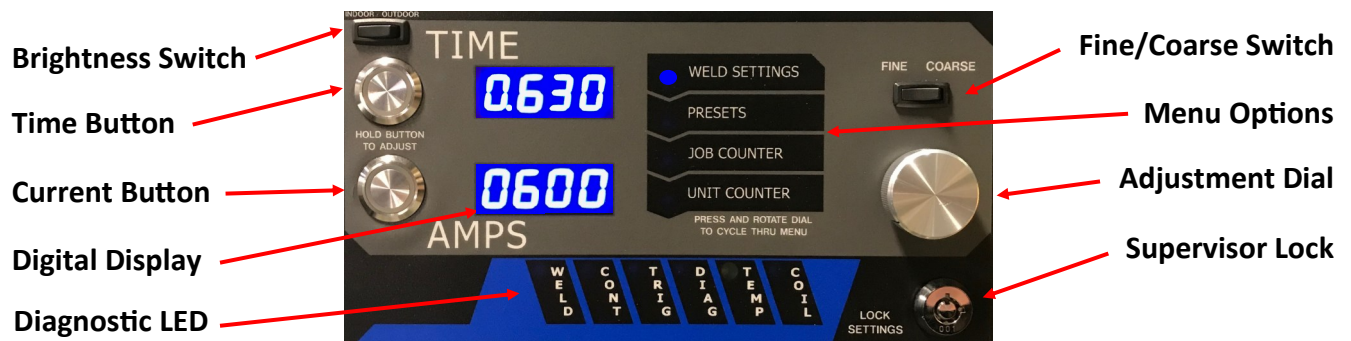 Brightness Switch
Time Button
Current Button
Digital Display
Diagnostic LED
INDOOR / OUTDOOR
TIME
0.630
HOLD BUTTON
TO ADJUST
0600
AMPS
WELD SETTINGS
PRESETS
JOB COUNTER
UNIT COUNTER
PRESS AND ROTATE DIAL
TO CYCLE THRU MENU
WELD
CONT
TRIG
DIAG
TEMP
COIL
FINE COARSE
LOCK
SETTINGS
001
Fine/Coarse Switch
Menu Options
Adjustment Dial
Supervisor Lock